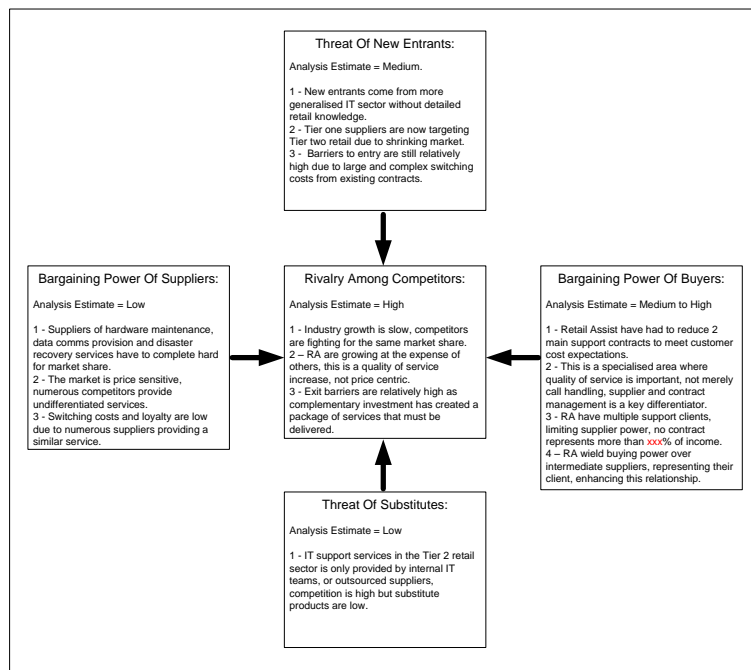 Threat Of New Entrants:
Analysis Estimate = Medium.
1 - New entrants come from more
generalised IT sector without detailed
retail knowledge.
2 - Tier one suppliers are now targeting
Tier two retail due to shrinking market.
3 - Barriers to entry are still relatively
high due to large and complex switching
costs from existing contracts.
Bargaining Power Of Suppliers:
Analysis Estimate = Low
1 - Suppliers of hardware maintenance,
data comms provision and disaster
recovery services have to complete hard
for market share.
2 - The market is price sensitive,
numerous competitors provide
undifferentiated services.
3 - Switching costs and loyalty are low
due to numerous suppliers providing a
similar service.
Rivalry Among Competitors:
Analysis Estimate = High
1 - Industry growth is slow, competitors
are fighting for the same market share.
2 – RA are growing at the expense of
others, this is a quality of service
increase, not price centric.
3 - Exit barriers are relatively high as
complementary investment has created a
package of services that must be
delivered.
Bargaining Power Of Buyers:
Analysis Estimate = Medium to High
1 - Retail Assist have had to reduce 2
main support contracts to meet customer
cost expectations.
2 - This is a specialised area where
quality of service is important, not merely
call handling, supplier and contract
management is a key differentiator.
3 - RA have multiple support clients,
limiting supplier power, no contract
represents more than xxx% of income.
4 – RA wield buying power over
intermediate suppliers, representing their
client, enhancing this relationship.
Threat Of Substitutes:
Analysis Estimate = Low
1 - IT support services in the Tier 2 retail
sector is only provided by internal IT
teams, or outsourced suppliers,
competition is high but substitute
products are low.